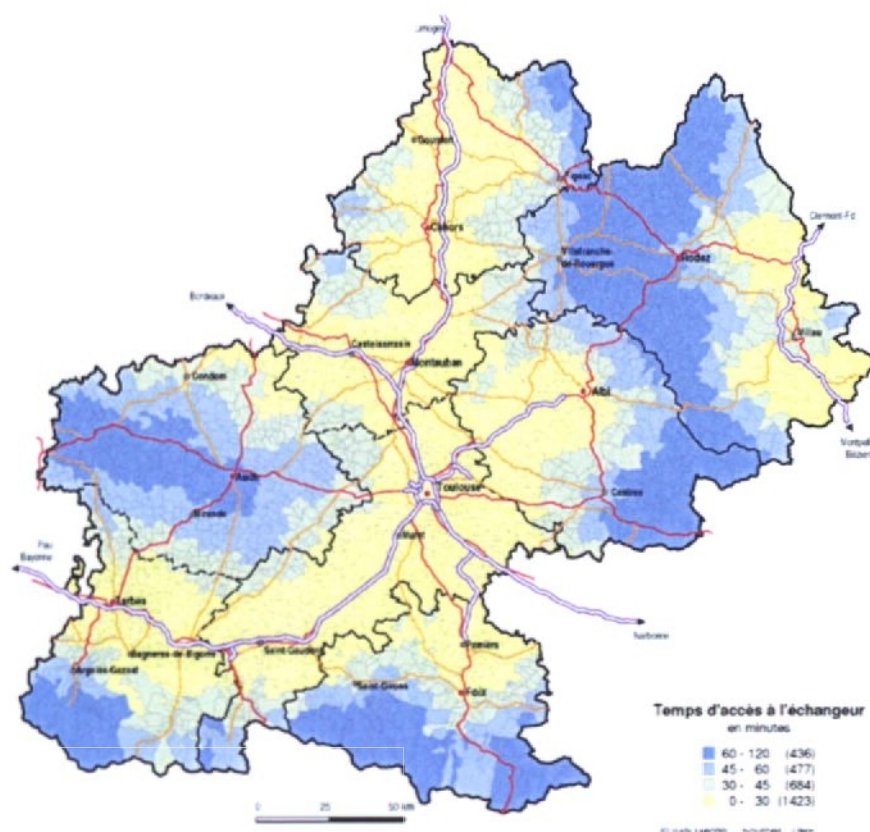 Limoges
Gourdon
Figeac
Cahors
Clermont-Fd
Villefranche-
de-Rouergue
Rodez
Bordeaux
Castelsarrasin
Montauban
Millau
Condom
Albi
Auch
Toulouse
Castres
Mirande
Muret
Pau
Bayonne
Tarbes
Narbonne
Bagnères-de-Bigorre
Saint-Gaudens
Pamiers
Argelès-Gazost
Saint-Girons
Foix
Temps d'accès à l'échangeur
en minutes
60 - 120 (436)
45 - 60 (477)
30 - 45 (684)
0 - 30 (1423)
0 25 50 km